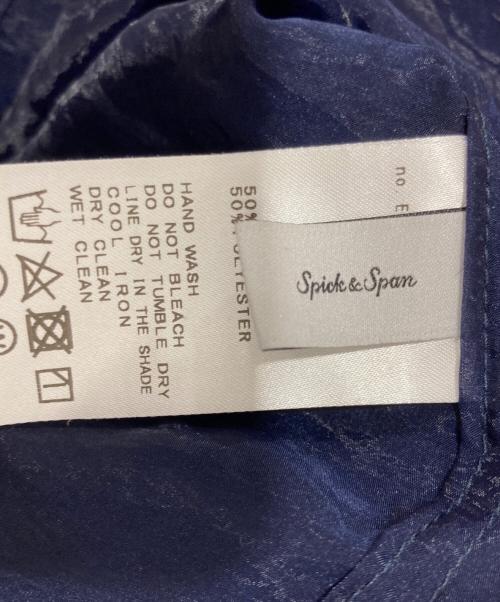 Spick & Span
no
50%
50% POLYESTER
HAND WASH
DO NOT BLEACH
DO NOT TUMBLE DRY
LINE DRY IN THE SHADE
COOL IRON
DRY CLEAN
WET CLEAN